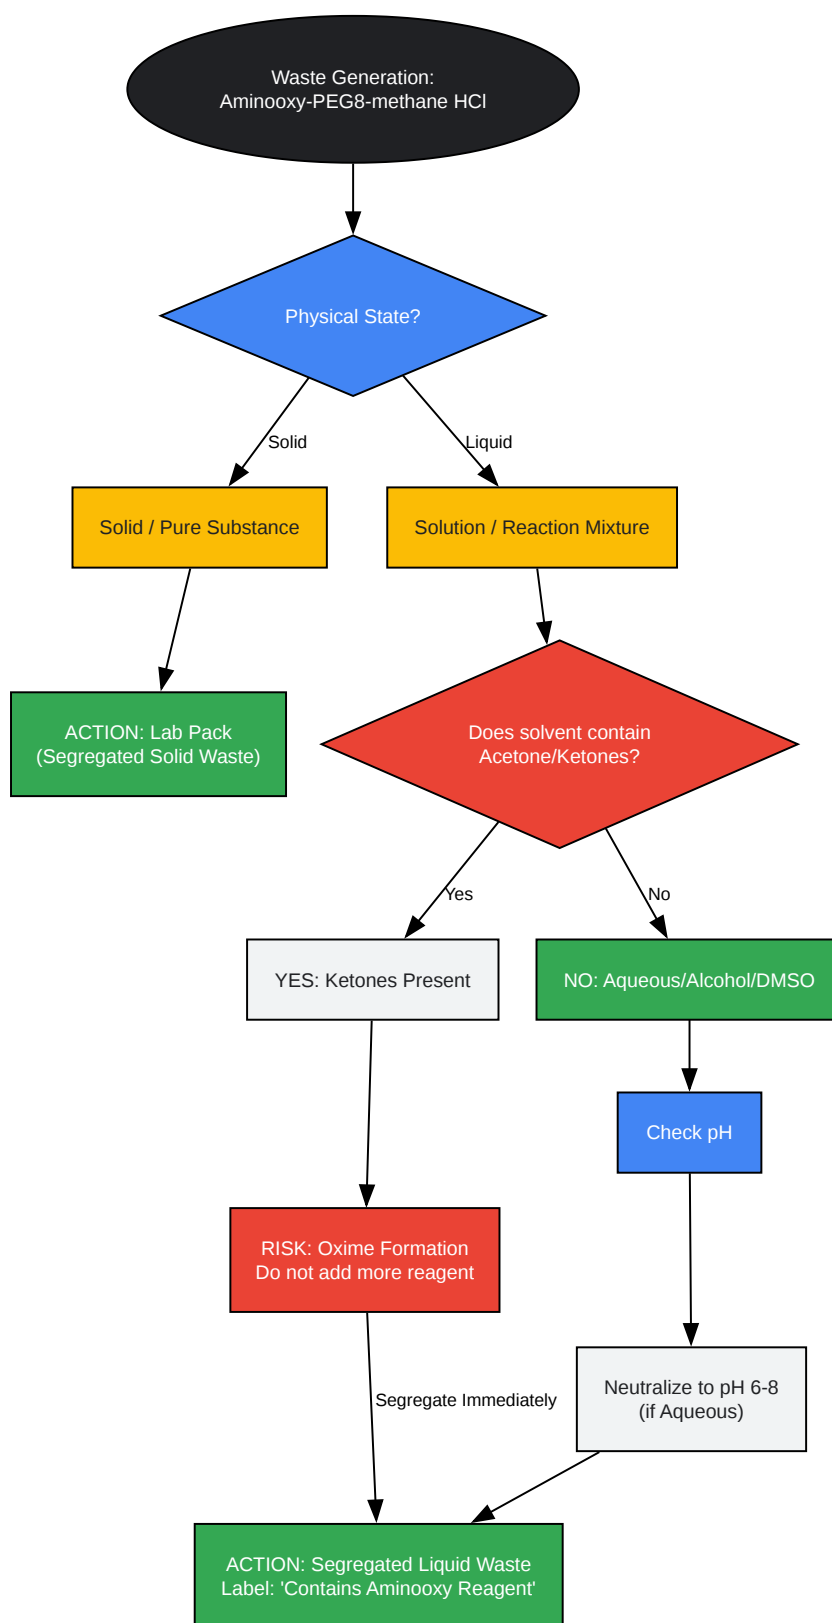 Waste Generation:
Aminooxy-PEG8-methane HCl
Physical State?
Solid
Liquid
Solid / Pure Substance
Solution / Reaction Mixture
ACTION: Lab Pack
(Segregated Solid Waste)
Does solvent contain
Acetone/Ketones?
Yes
No
YES: Ketones Present
NO: Aqueous/Alcohol/DMSO
Check pH
RISK: Oxime Formation
Do not add more reagent
Neutralize to pH 6-8
(if Aqueous)
Segregate Immediately
ACTION: Segregated Liquid Waste
Label: 'Contains Aminooxy Reagent'